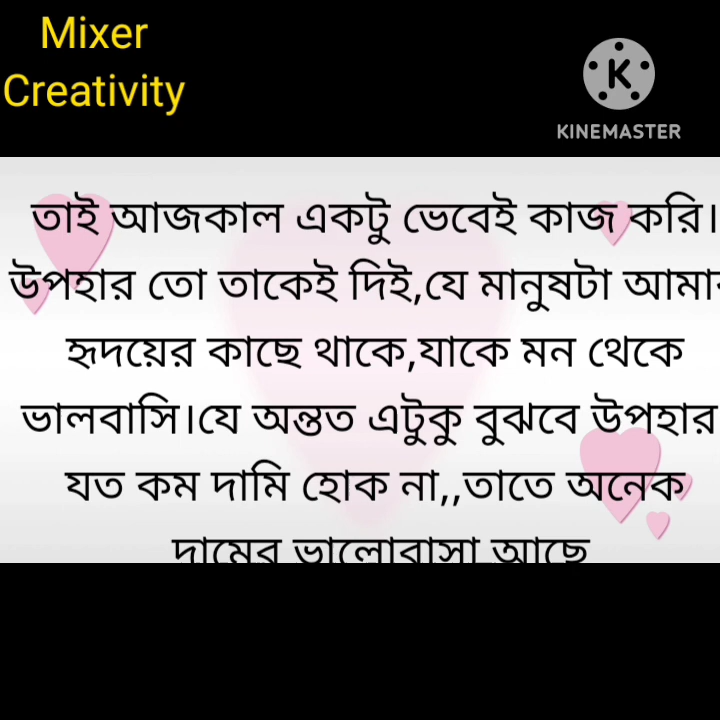 Mixer
Creativity
KINEMASTER
তাই আজকাল একটু ভেবেই কাজ করি।
উপহার তো তাকেই দিই,যে মানুষটা আমার
হৃদয়ের কাছে থাকে,যাকে মন থেকে
ভালবাসি।যে অন্তত এটুকু বুঝবে উপহার
যত কম দামি হোক না,,তাতে অনেক
দামের ভালোবাসা আছে